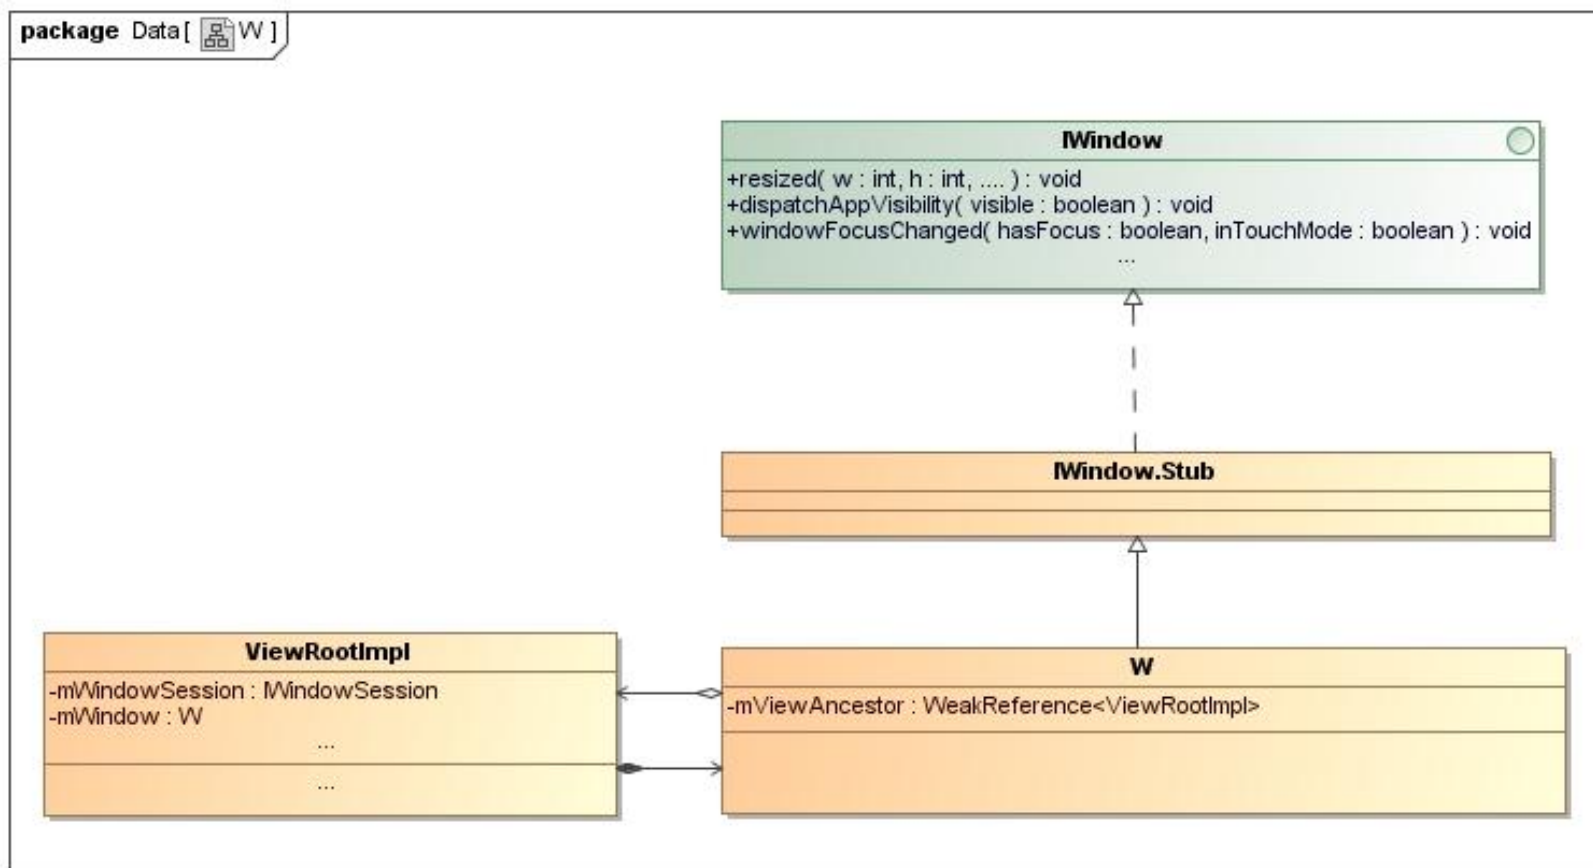 package Data[ W ]
IWindow
+resized( w : int, h : int, .... ) : void
+dispatchAppVisibility( visible : boolean ) : void
+windowFocusChanged( hasFocus : boolean, inTouchMode : boolean ) : void
...
IWindow.Stub
ViewRootImpl
-mWindowSession : IWindowSession
-mWindow : W
...
...
W
-mViewAncestor : WeakReference<ViewRootImpl>